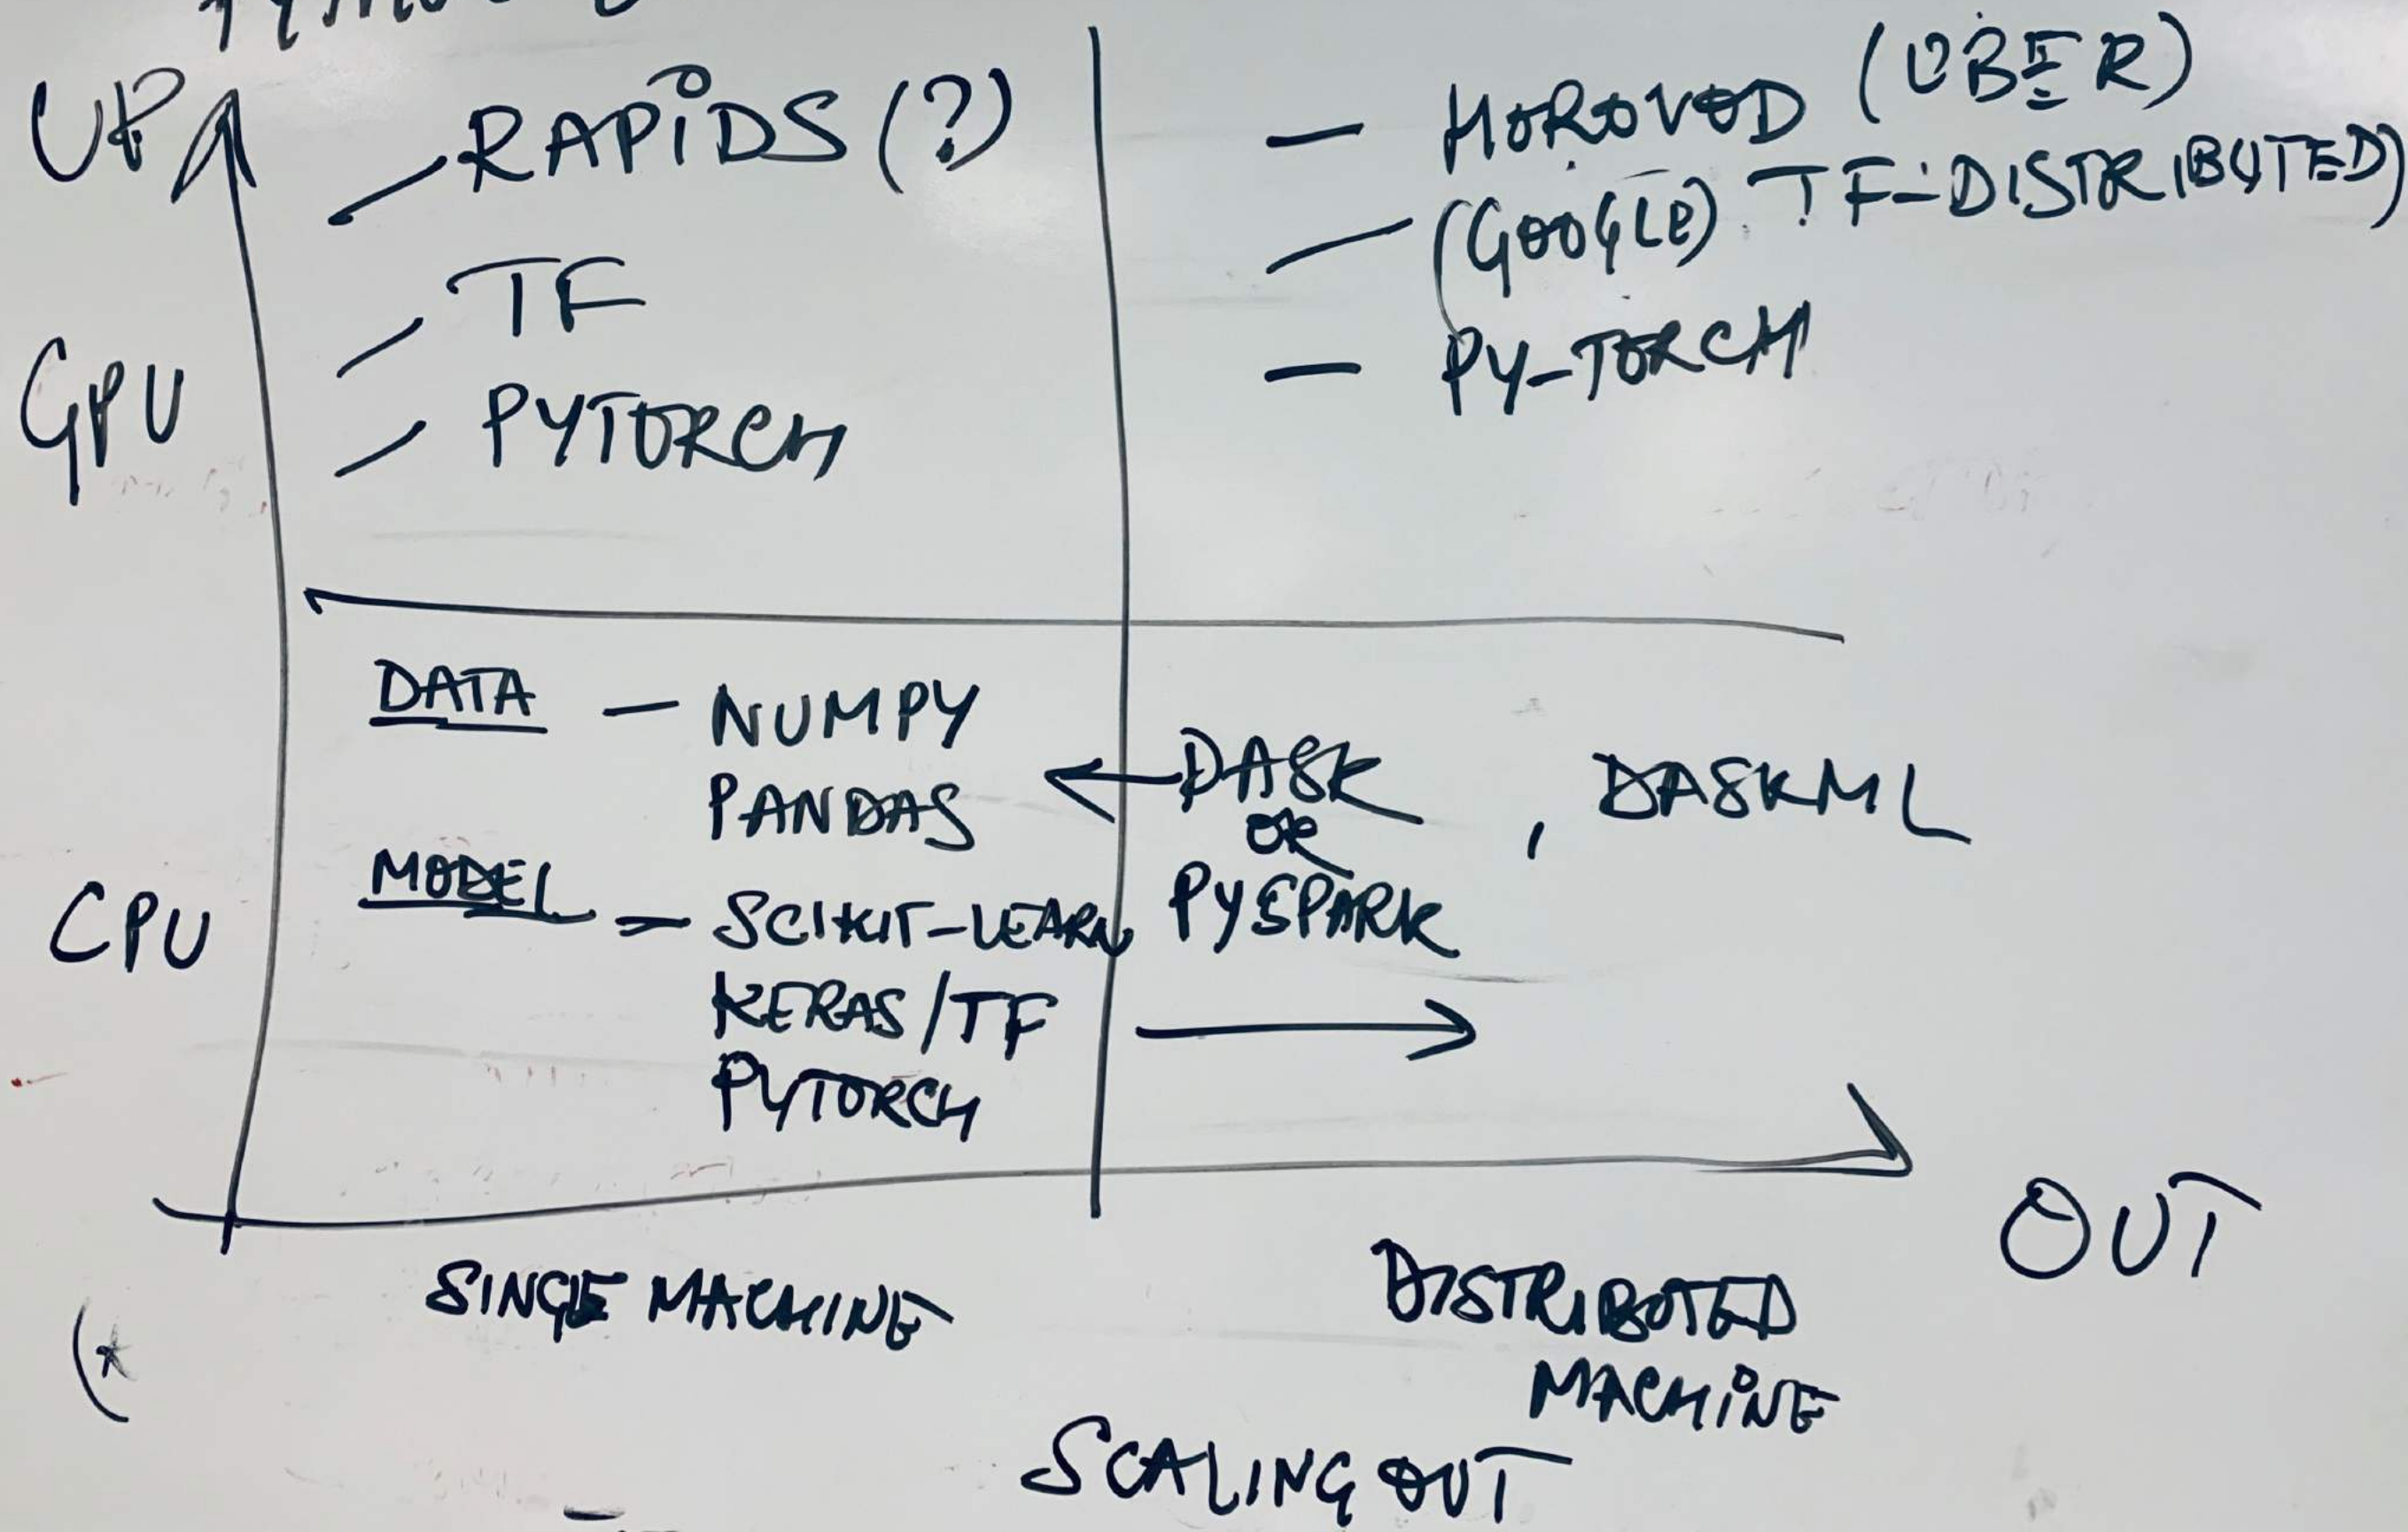 UP
RAPIDS (?)
TF
PYTORCH
GPU
HOROVOD (UBER)
(GOOGLE) TF-DISTRIBUTED)
PY-TORCH
DATA - NUMPY
PANDAS
MODEL - SCIKIT-LEARN
KERAS/TF
PYTORCH
CPU
DASK
OR
PYSPARK
, DASKML
OUT
SINGLE MACHINE
DISTRIBUTED
MACHINE
SCALING OUT
(*